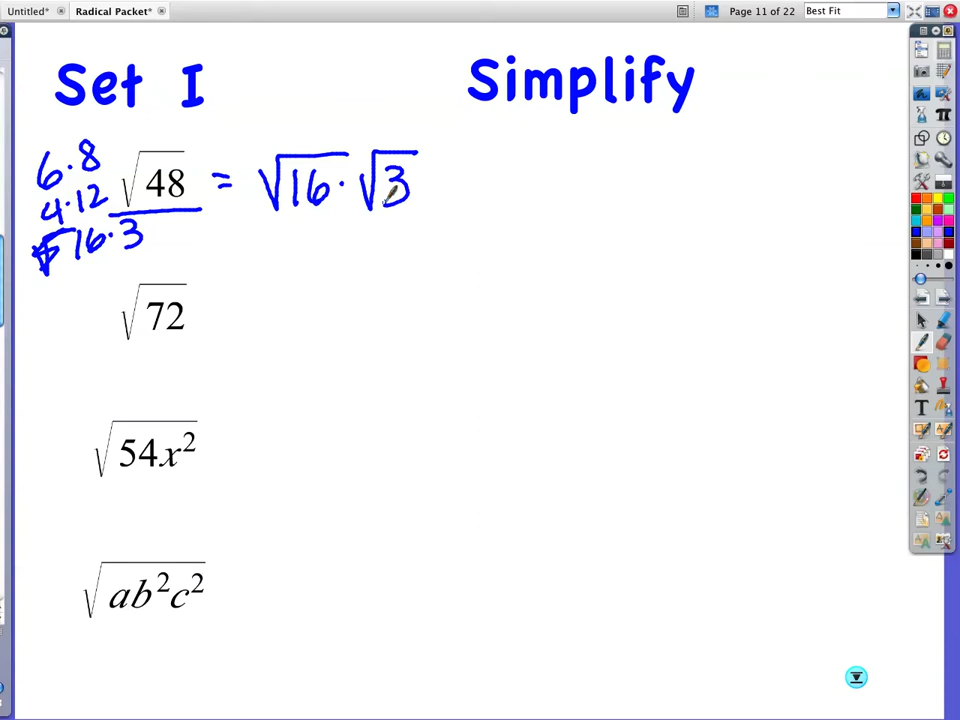 Untitled*
Radical Packet*
Page 11 of 22
Best Fit
Set I
Simplify
6·8
4·12
16·3
√48 = √16 · √3
√72
√54x²
√ab²c²